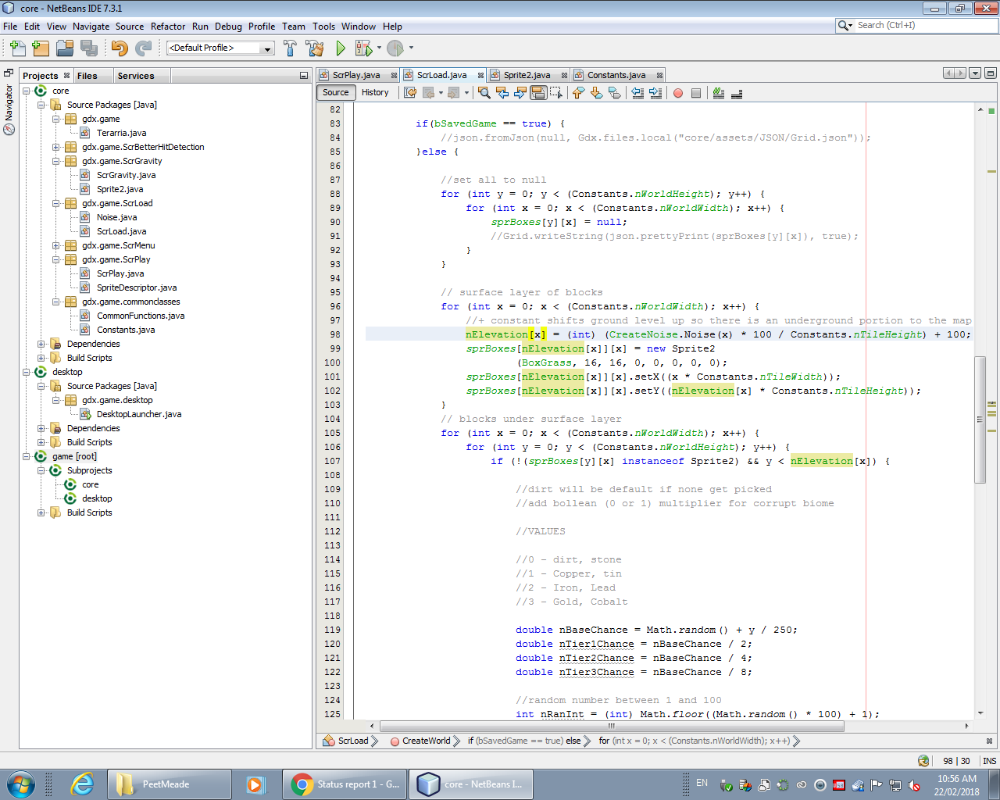 core - NetBeans IDE 7.3.1
File Edit View Navigate Source Refactor Run Debug Profile Team Tools Window Help
Search (Ctrl+I)
<Default Profile>
Navigator
Projects Files Services
core
Source Packages [Java]
gdx.game
Terarria.java
gdx.game.ScrBetterHitDetection
gdx.game.ScrGravity
ScrGravity.java
Sprite2.java
gdx.game.ScrLoad
Noise.java
ScrLoad.java
gdx.game.ScrMenu
gdx.game.ScrPlay
ScrPlay.java
SpriteDescriptor.java
gdx.game.commonclasses
CommonFunctions.java
Constants.java
Dependencies
Build Scripts
desktop
Source Packages [Java]
gdx.game.desktop
DesktopLauncher.java
Dependencies
Build Scripts
game [root]
Subprojects
core
desktop
Build Scripts
ScrPlay.java ScrLoad.java Sprite2.java Constants.java
Source History
82
83 if(bSavedGame == true) {
84 //json.fromJson(null, Gdx.files.local("core/assets/JSON/Grid.json"));
85 }else {
86
87 //set all to null
88 for (int y = 0; y < (Constants.nWorldHeight); y++) {
89 for (int x = 0; x < (Constants.nWorldWidth); x++) {
90 sprBoxes[y][x] = null;
91 //Grid.writeString(json.prettyPrint(sprBoxes[y][x]), true);
92 }
93 }
94
95 // surface layer of blocks
96 for (int x = 0; x < (Constants.nWorldWidth); x++) {
97 //+ constant shifts ground level up so there is an underground portion to the map
98 nElevation[x] = (int) (CreateNoise.Noise(x) * 100 / Constants.nTileHeight) + 100;
99 sprBoxes[nElevation[x]][x] = new Sprite2
100 (BoxGrass, 16, 16, 0, 0, 0, 0, 0);
101 sprBoxes[nElevation[x]][x].setX((x * Constants.nTileWidth));
102 sprBoxes[nElevation[x]][x].setY((nElevation[x] * Constants.nTileHeight));
103 }
104 // blocks under surface layer
105 for (int x = 0; x < (Constants.nWorldWidth); x++) {
106 for (int y = 0; y < (Constants.nWorldHeight); y++) {
107 if (!(sprBoxes[y][x] instanceof Sprite2) && y < nElevation[x]) {
108
109 //dirt will be default if none get picked
110 //add bollean (0 or 1) multiplier for corrupt biome
111
112 //VALUES
113
114 //0 - dirt, stone
115 //1 - Copper, tin
116 //2 - Iron, Lead
117 //3 - Gold, Cobalt
118
119 double nBaseChance = Math.random() + y / 250;
120 double nTier1Chance = nBaseChance / 2;
121 double nTier2Chance = nBaseChance / 4;
122 double nTier3Chance = nBaseChance / 8;
123
124 //random number between 1 and 100
125 int nRanInt = (int) Math.floor((Math.random() * 100) + 1);
ScrLoad CreateWorld if (bSavedGame == true) else for (int x = 0; x < (Constants.nWorldWidth); x++)
98 | 30 INS
PeetMeade
Status report 1 - G...
core - NetBeans I...
EN
10:56 AM
22/02/2018